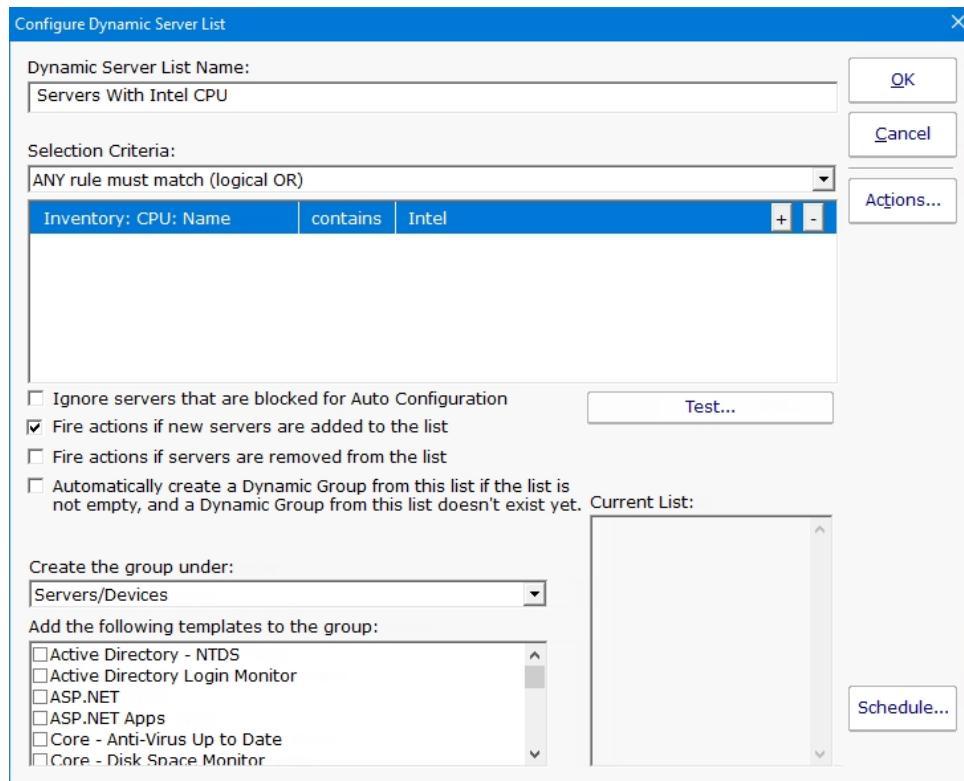 Configure Dynamic Server List
Dynamic Server List Name:
Servers With Intel CPU
OK
Cancel
Selection Criteria:
ANY rule must match (logical OR)
Actions...
Inventory: CPU: Name contains Intel + -
Ignore servers that are blocked for Auto Configuration
Test...
Fire actions if new servers are added to the list
Fire actions if servers are removed from the list
Automatically create a Dynamic Group from this list if the list is
not empty, and a Dynamic Group from this list doesn't exist yet.
Current List:
Create the group under:
Servers/Devices
Add the following templates to the group:
Active Directory - NTDS
Active Directory Login Monitor
ASP.NET
ASP.NET Apps
Core - Anti-Virus Up to Date
Core - Disk Space Monitor
Schedule...